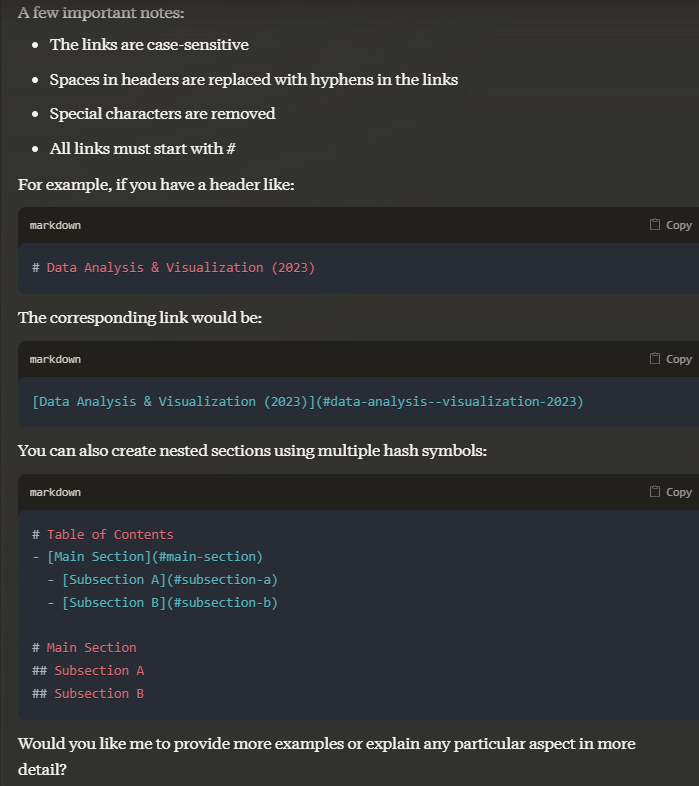 A few important notes:
The links are case-sensitive
Spaces in headers are replaced with hyphens in the links
Special characters are removed
All links must start with #
For example, if you have a header like:
markdown Copy
# Data Analysis & Visualization (2023)
The corresponding link would be:
markdown Copy
[Data Analysis & Visualization (2023)](#data-analysis--visualization-2023)
You can also create nested sections using multiple hash symbols:
markdown Copy
# Table of Contents
- [Main Section](#main-section)
  - [Subsection A](#subsection-a)
  - [Subsection B](#subsection-b)
# Main Section
## Subsection A
## Subsection B
Would you like me to provide more examples or explain any particular aspect in more
detail?